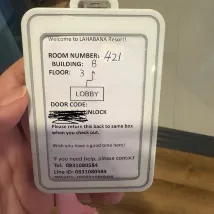 Welcome to LAHABANA Resort!
ROOM NUMBER: 421
BUILDING: B
FLOOR: 3
LOBBY
DOOR CODE:
UNLOCK
Please return this back to same box
when you check out.
Wish you have a good time here!
If you need help, please contact
Tel. 0831080584
Line ID: 0831080584